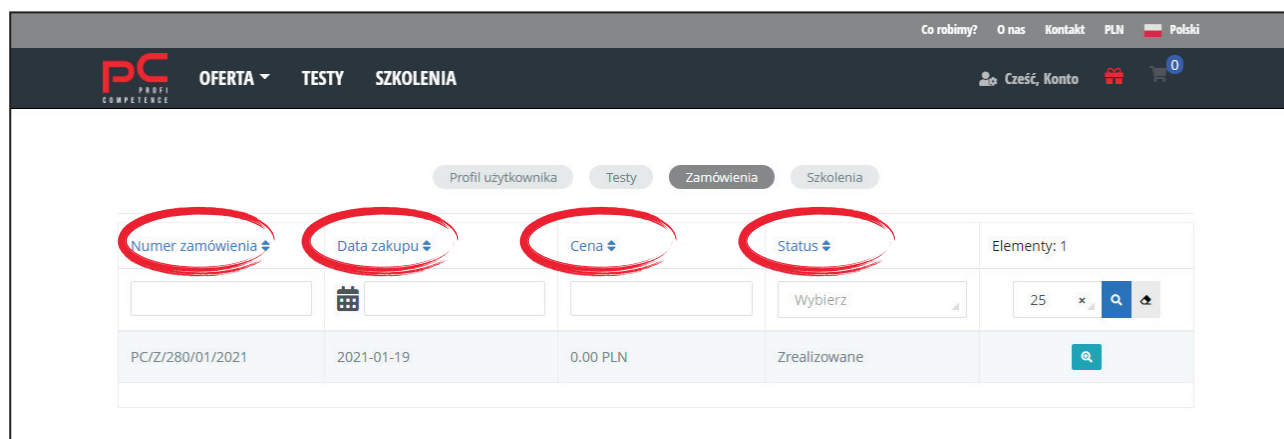 Co robimy? O nas Kontakt PLN Polski
PC PROFI COMPETENCE
OFERTA TESTY SZKOLENIA Cześć, Konto 0
Profil użytkownika Testy Zamówienia Szkolenia
Numer zamówienia Data zakupu Cena Status Elementy: 1
Wybierz 25 ×
PC/Z/280/01/2021 2021-01-19 0.00 PLN Zrealizowane